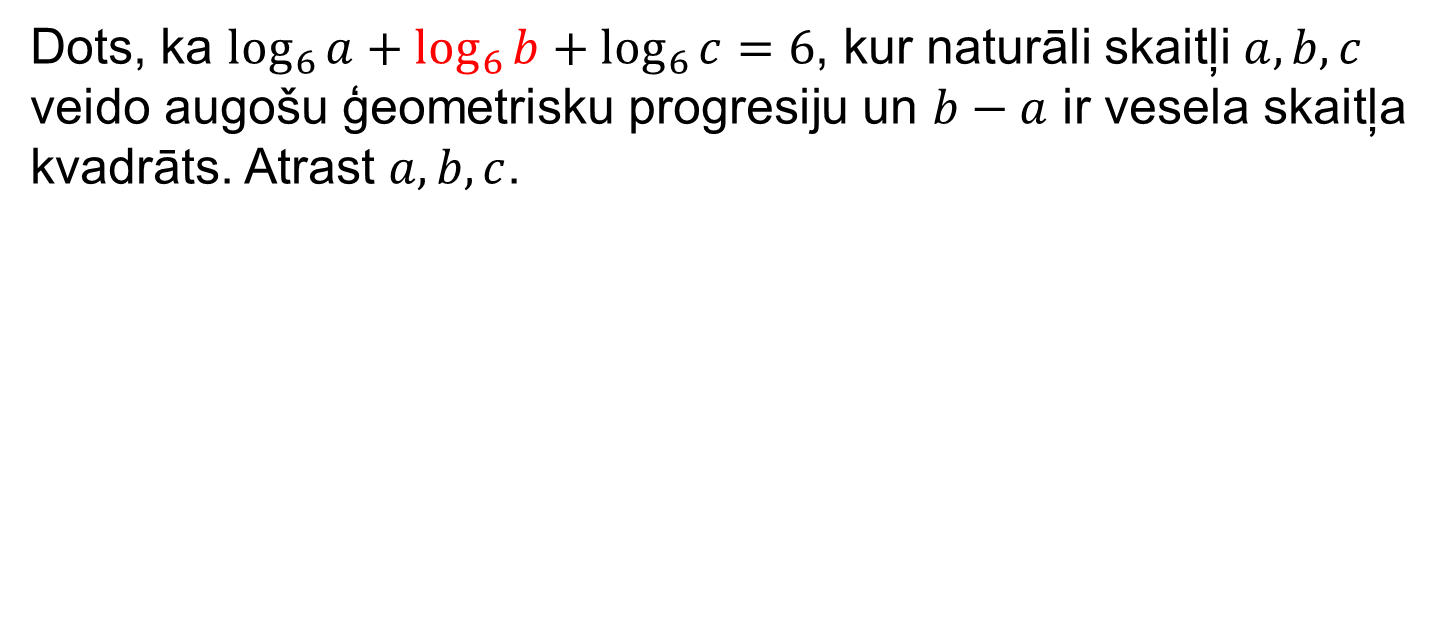 Dots, ka log₆ 𝑎 + log₆ 𝑏 + log₆ 𝑐 = 6, kur naturāli skaitļi 𝑎, 𝑏, 𝑐
veido augošu ģeometrisku progresiju un 𝑏 − 𝑎 ir vesela skaitļa
kvadrāts. Atrast 𝑎, 𝑏, 𝑐.